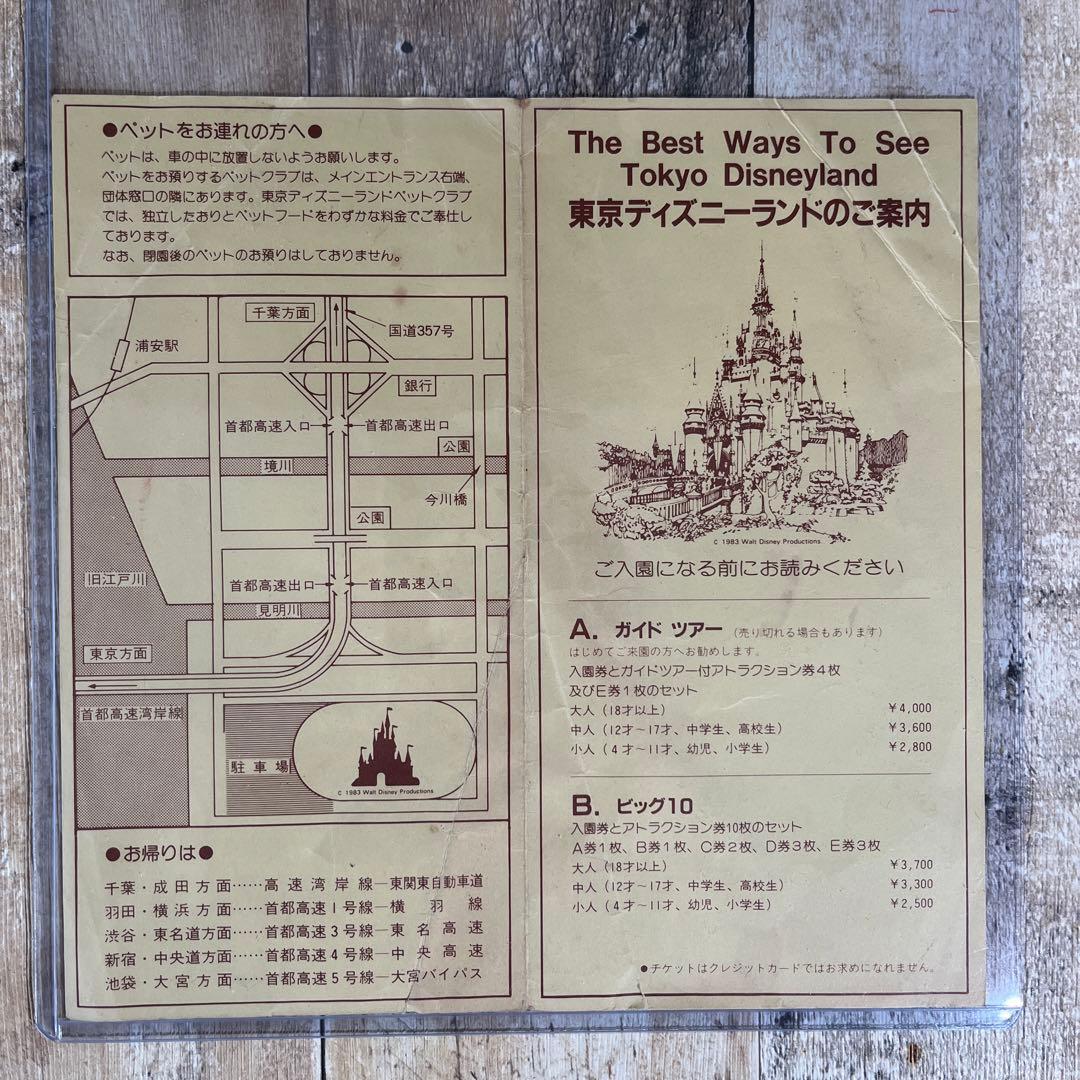 ●ペットをお連れの方へ●
ペットは、車の中に放置しないようお願いします。
ペットをお預りするペットクラブは、メインエントランス右端、
団体窓口の隣にあります。東京ディズニーランドペットクラブ
では、独立したおりとペットフードをわずかな料金でご奉仕し
ております。
なお、閉園後のペットのお預りはしておりません。
千葉方面
国道357号
浦安駅
銀行
首都高速入口
首都高速出口
公園
境川
今川橋
公園
旧江戸川
首都高速出口
首都高速入口
見明川
東京方面
首都高速湾岸線
駐車場
© 1983 Walt Disney Productions
●お帰りは●
千葉・成田方面……高速湾岸線―東関東自動車道
羽田・横浜方面……首都高速1号線―横羽線
渋谷・東名道方面……首都高速3号線―東名高速
新宿・中央道方面……首都高速4号線―中央高速
池袋・大宮方面……首都高速5号線―大宮バイパス
The Best Ways To See
Tokyo Disneyland
東京ディズニーランドのご案内
© 1983 Walt Disney Productions
ご入園になる前にお読みください
A. ガイド ツアー (売り切れる場合もあります)
はじめてご来園の方へお勧めします。
入園券とガイドツアー付アトラクション券4枚
及びE券1枚のセット
大人(18才以上) ¥4,000
中人(12才〜17才、中学生、高校生) ¥3,600
小人(4才〜11才、幼児、小学生) ¥2,800
B. ビッグ10
入園券とアトラクション券10枚のセット
A券1枚、B券1枚、C券2枚、D券3枚、E券3枚
大人(18才以上) ¥3,700
中人(12才〜17才、中学生、高校生) ¥3,300
小人(4才〜11才、幼児、小学生) ¥2,500
●チケットはクレジットカードではお求めになれません。